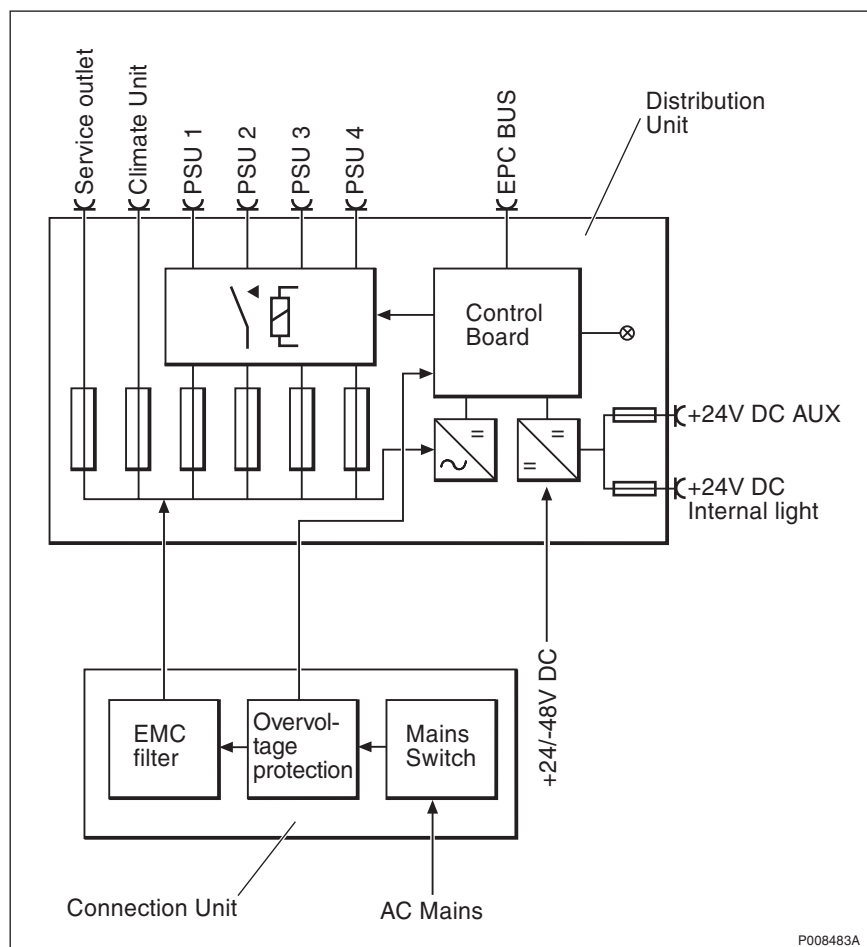 Service outlet
Climate Unit
PSU 1
PSU 2
PSU 3
PSU 4
EPC BUS
Distribution
Unit
Control
Board
+24V DC AUX
+24V DC
Internal light
+24/-48V DC
EMC
filter
Overvol-
tage
protection
Mains
Switch
Connection Unit
AC Mains
P008483A